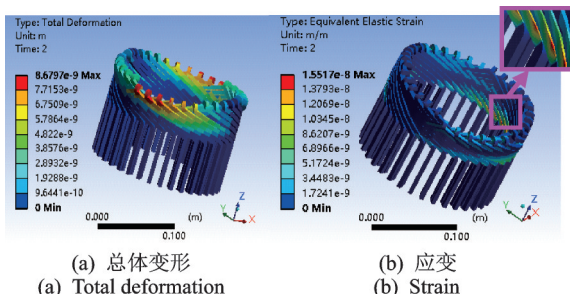 Type: Total Deformation
Unit: m
Time: 2
8.6797e-9 Max
7.7153e-9
6.7509e-9
5.7864e-9
4.822e-9
3.8576e-9
2.8932e-9
1.9288e-9
9.6441e-10
0 Min
0.000
(m)
0.100
Z
Y
X
(a) 总体变形
(a) Total deformation
Type: Equivalent Elastic Strain
Unit: m/m
Time: 2
1.5517e-8 Max
1.3793e-8
1.2069e-8
1.0345e-8
8.6207e-9
6.8966e-9
5.1724e-9
3.4483e-9
1.7241e-9
0 Min
0.000
(m)
0.100
Z
Y
X
(b) 应变
(b) Strain